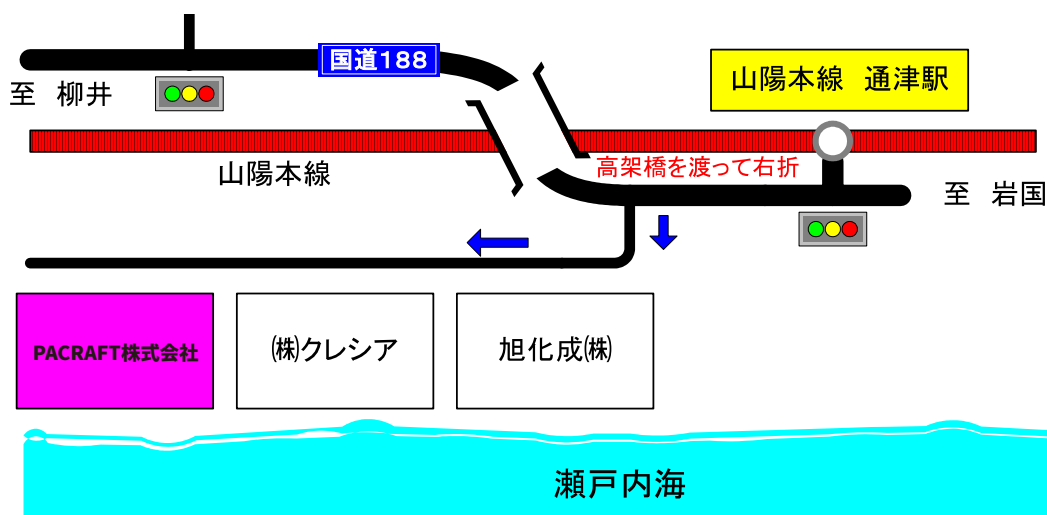 国道188
至 柳井
山陽本線 通津駅
山陽本線
高架橋を渡って右折
至 岩国
PACRAFT株式会社
㈱クレシア
旭化成㈱
瀬戸内海